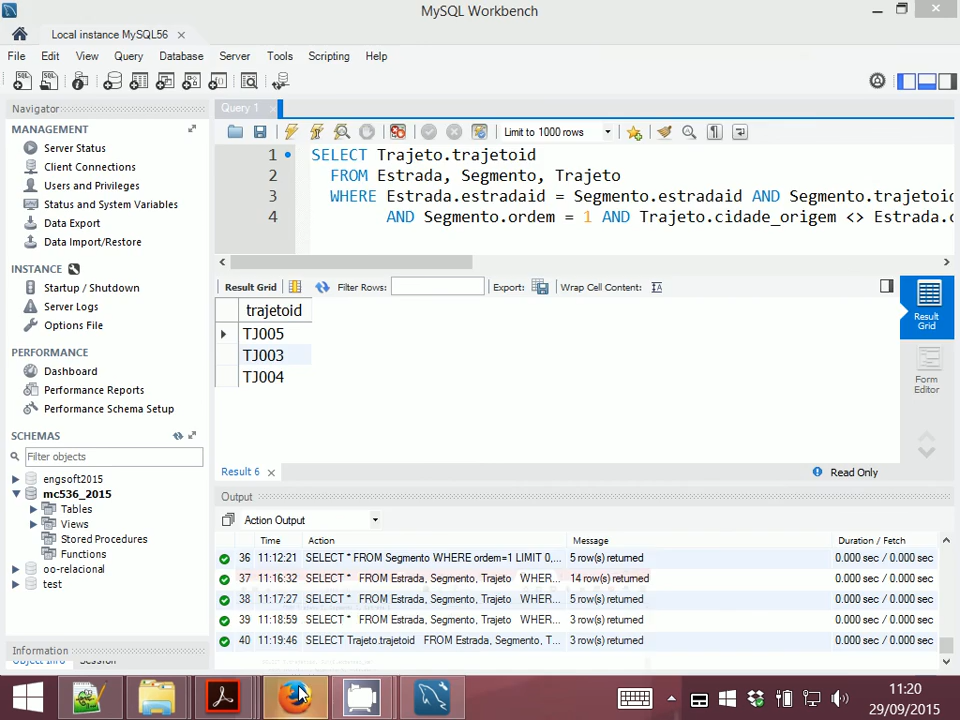 MySQL Workbench
Local instance MySQL56
File Edit View Query Database Server Tools Scripting Help
Navigator
MANAGEMENT
Server Status
Client Connections
Users and Privileges
Status and System Variables
Data Export
Data Import/Restore
INSTANCE
Startup / Shutdown
Server Logs
Options File
PERFORMANCE
Dashboard
Performance Reports
Performance Schema Setup
SCHEMAS
Filter objects
engsoft2015
mc536_2015
Tables
Views
Stored Procedures
Functions
oo-relacional
test
Information
Object Info Session
Query 1
Limit to 1000 rows
1 SELECT Trajeto.trajetoid
2 FROM Estrada, Segmento, Trajeto
3 WHERE Estrada.estradaid = Segmento.estradaid AND Segmento.trajetoid
4 AND Segmento.ordem = 1 AND Trajeto.cidade_origem <> Estrada.c
Result Grid Filter Rows: Export: Wrap Cell Content:
trajetoid
TJ005
TJ003
TJ004
Result Grid
Form Editor
Result 6
Read Only
Output
Action Output
Time Action Message Duration / Fetch
36 11:12:21 SELECT * FROM Segmento WHERE ordem=1 LIMIT 0,... 5 row(s) returned 0.000 sec / 0.000 sec
37 11:16:32 SELECT * FROM Estrada, Segmento, Trajeto WHER... 14 row(s) returned 0.000 sec / 0.000 sec
38 11:17:27 SELECT * FROM Estrada, Segmento, Trajeto WHER... 5 row(s) returned 0.000 sec / 0.000 sec
39 11:18:59 SELECT * FROM Estrada, Segmento, Trajeto WHER... 3 row(s) returned 0.000 sec / 0.000 sec
40 11:19:46 SELECT Trajeto.trajetoid FROM Estrada, Segmento, T... 3 row(s) returned 0.000 sec / 0.000 sec
11:20
29/09/2015